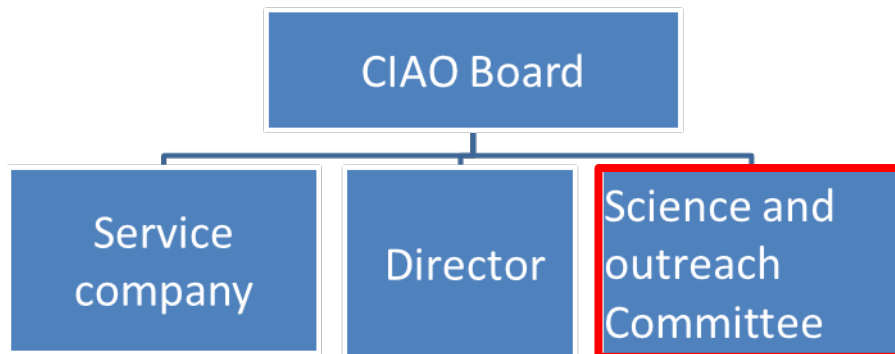 CIAO Board
Service
company
Director
Science and
outreach
Committee